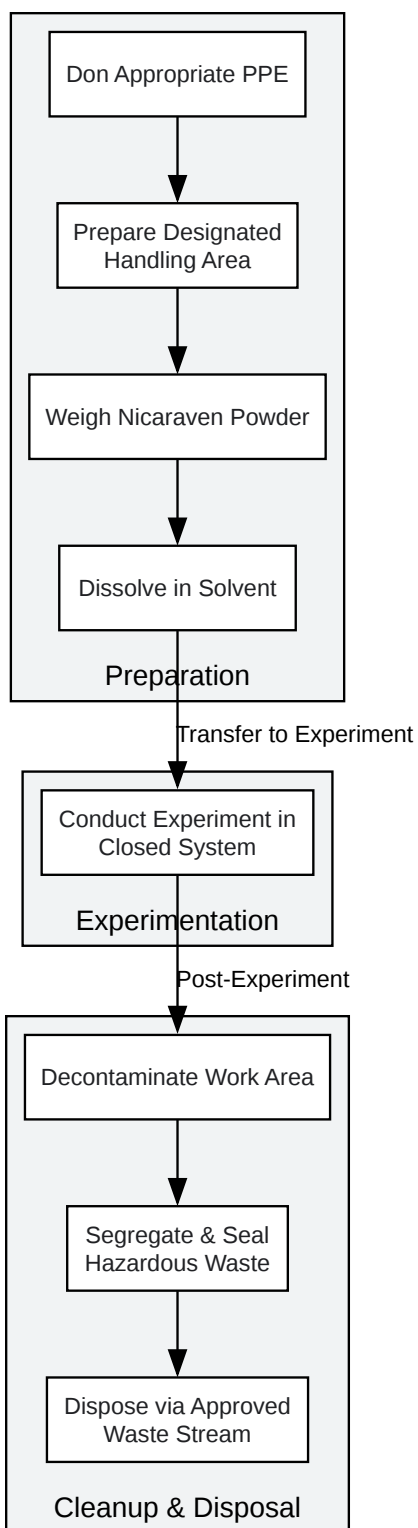 Don Appropriate PPE
Prepare Designated
Handling Area
Weigh Nicaraven Powder
Dissolve in Solvent
Preparation
Transfer to Experiment
Conduct Experiment in
Closed System
Experimentation
Post-Experiment
Decontaminate Work Area
Segregate & Seal
Hazardous Waste
Dispose via Approved
Waste Stream
Cleanup & Disposal